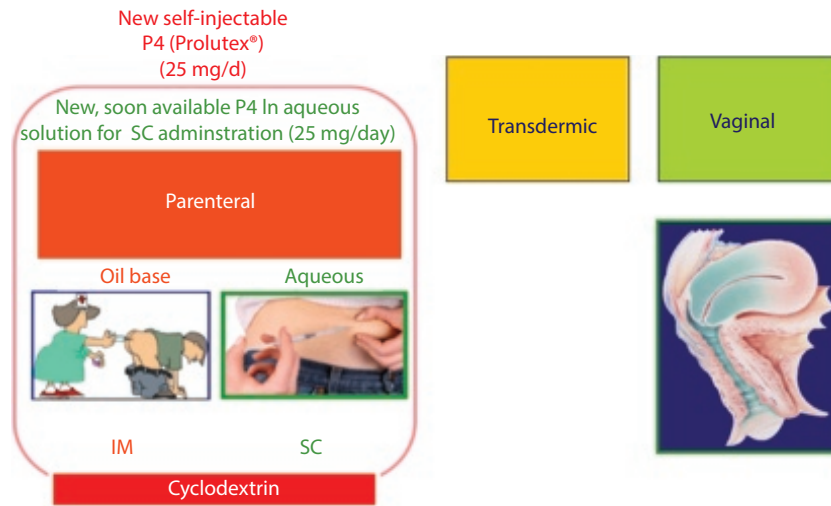 New self-injectable
P4 (Prolutex®)
(25 mg/d)
New, soon available P4 In aqueous
solution for SC adminstration (25 mg/day)
Parenteral
Oil base
Aqueous
IM
SC
Cyclodextrin
Transdermic
Vaginal